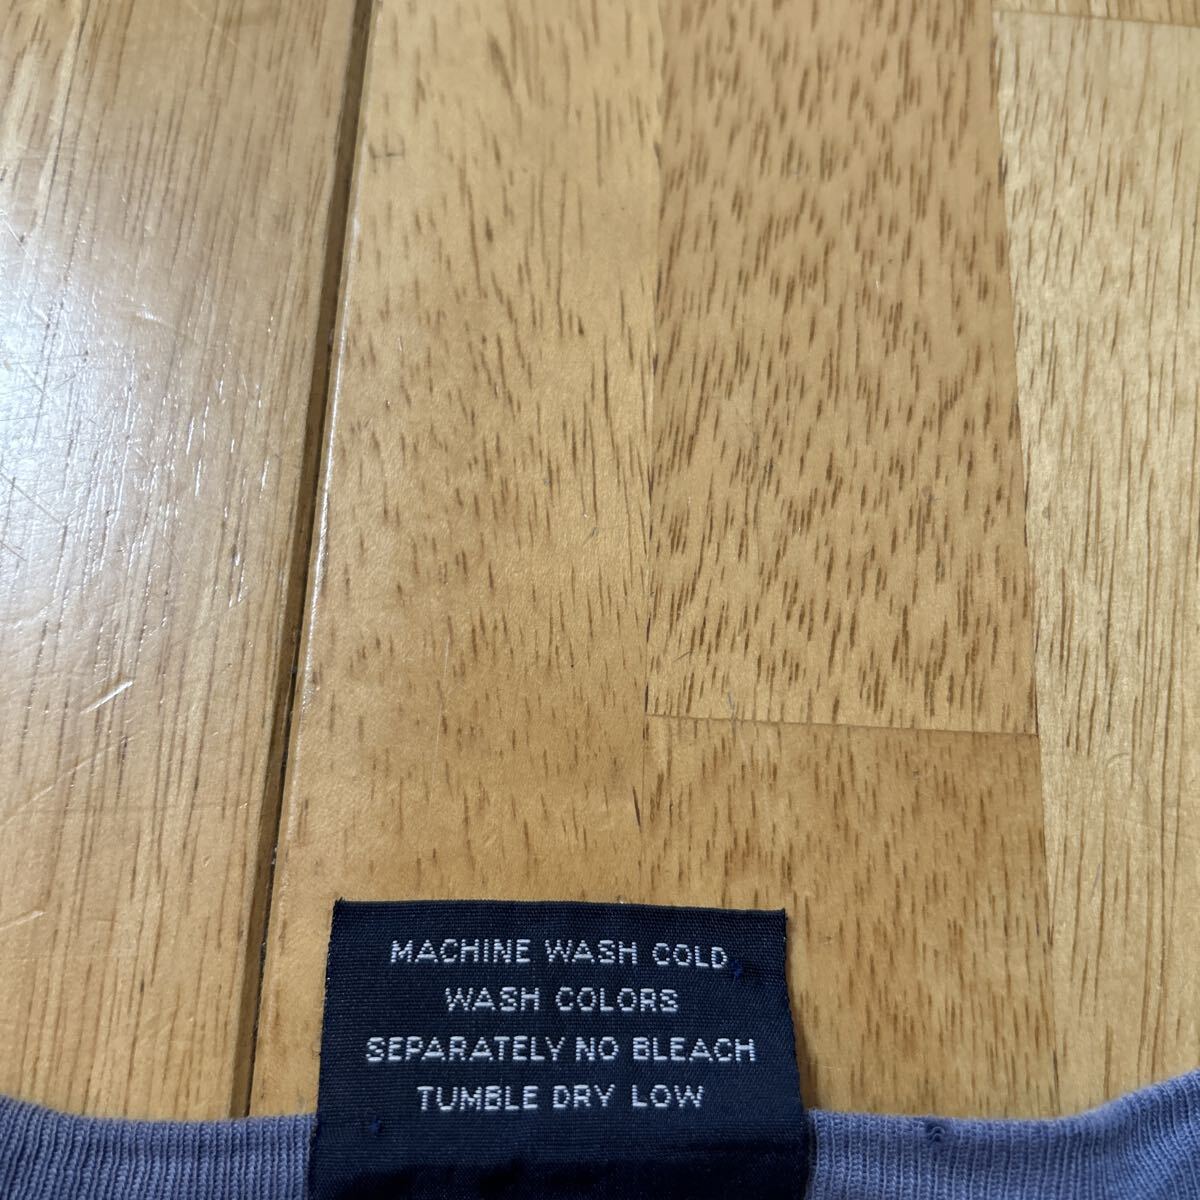 MACHINE WASH COLD
WASH COLORS
SEPARATELY NO BLEACH
TUMBLE DRY LOW